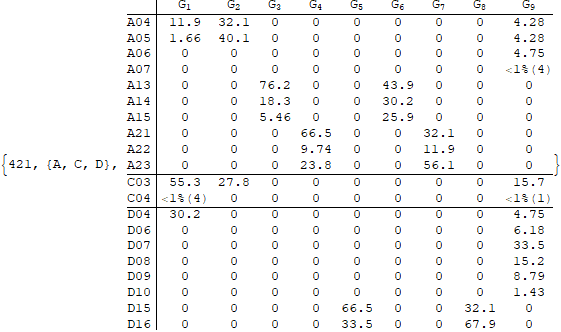 G1 G2 G3 G4 G5 G6 G7 G8 G9
A04 11.9 32.1 0 0 0 0 0 0 4.28
A05 1.66 40.1 0 0 0 0 0 0 4.28
A06 0 0 0 0 0 0 0 0 4.75
A07 0 0 0 0 0 0 0 0 <1%(4)
A13 0 0 76.2 0 0 43.9 0 0 0
A14 0 0 18.3 0 0 30.2 0 0 0
A15 0 0 5.46 0 0 25.9 0 0 0
A21 0 0 0 66.5 0 0 32.1 0 0
A22 0 0 0 9.74 0 0 11.9 0 0
{421, {A, C, D}, A23 0 0 0 23.8 0 0 56.1 0 0 }
C03 55.3 27.8 0 0 0 0 0 0 15.7
C04 <1%(4) 0 0 0 0 0 0 0 <1%(1)
D04 30.2 0 0 0 0 0 0 0 4.75
D06 0 0 0 0 0 0 0 0 6.18
D07 0 0 0 0 0 0 0 0 33.5
D08 0 0 0 0 0 0 0 0 15.2
D09 0 0 0 0 0 0 0 0 8.79
D10 0 0 0 0 0 0 0 0 1.43
D15 0 0 0 0 66.5 0 0 32.1 0
D16 0 0 0 0 33.5 0 0 67.9 0